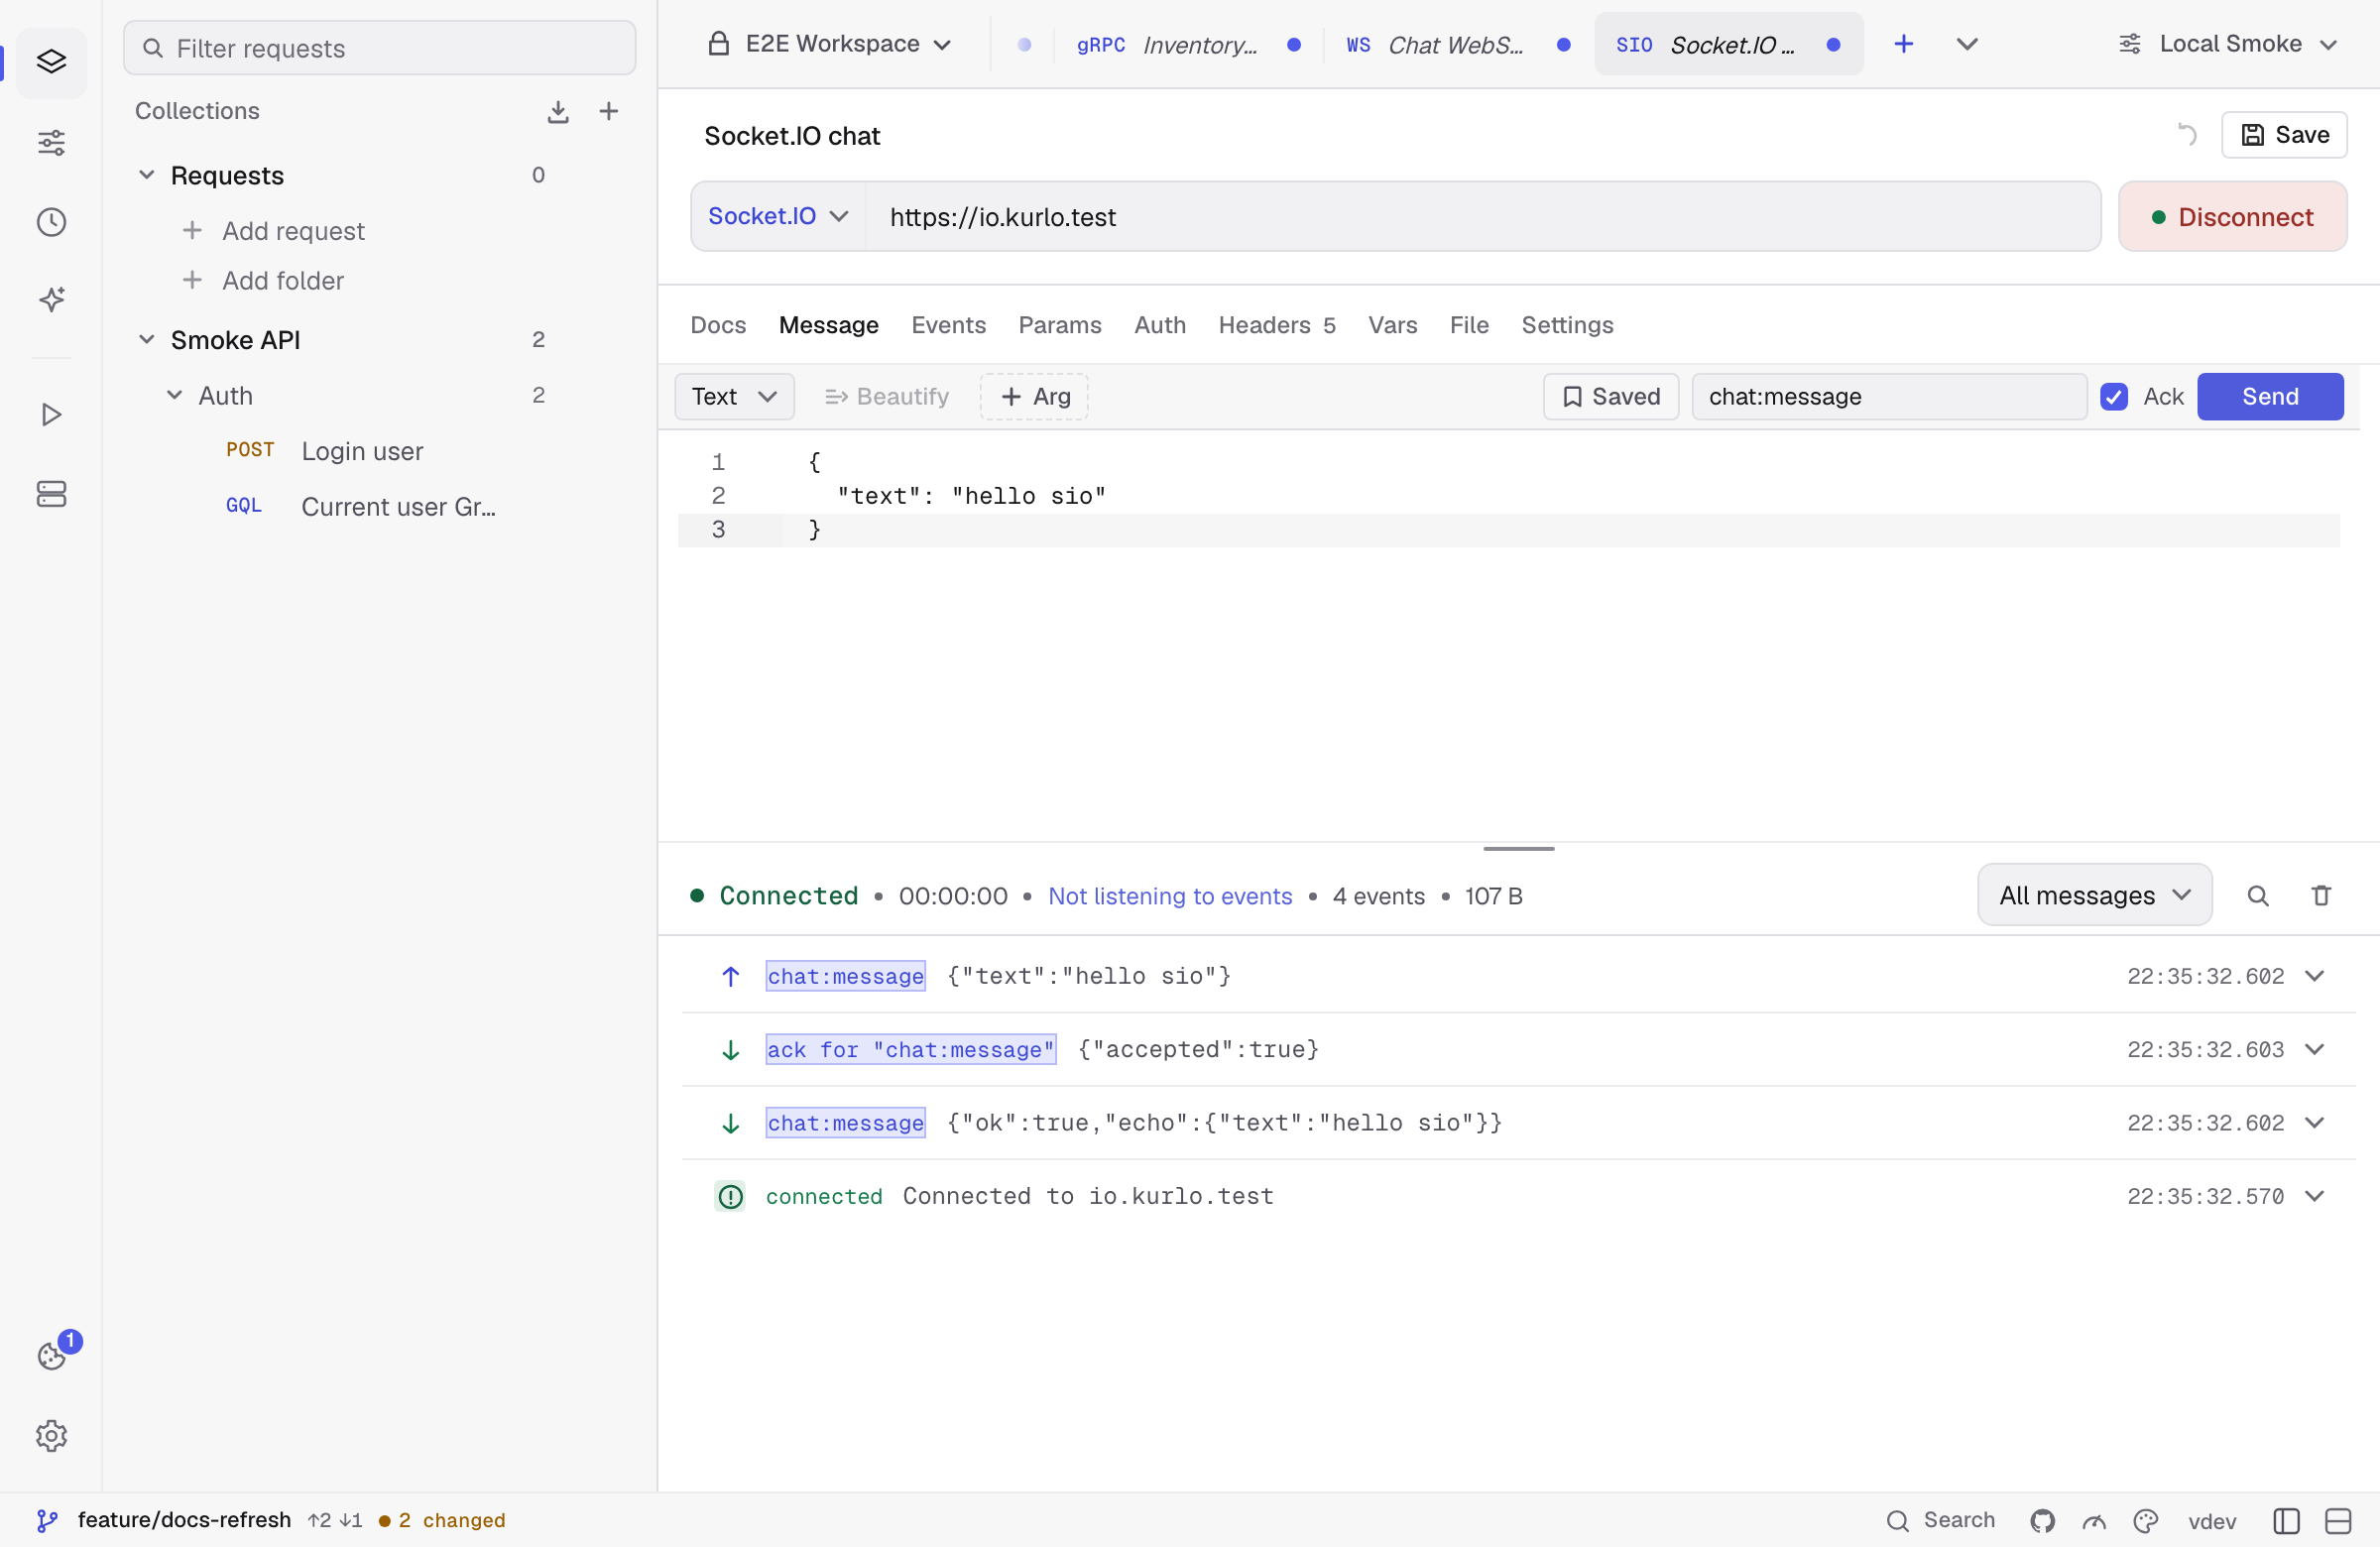 Filter requests
Collections
Requests 0
Add request
Add folder
Smoke API 2
Auth 2
POST Login user
GQL Current user Gr...
1
E2E Workspace
gRPC Inventory...
WS Chat WebS...
SIO Socket.IO ...
Local Smoke
Socket.IO chat
Save
Socket.IO https://io.kurlo.test
Disconnect
Docs Message Events Params Auth Headers 5 Vars File Settings
Text Beautify Arg Saved chat:message Ack Send
1 {
2 "text": "hello sio"
3 }
Connected • 00:00:00 • Not listening to events • 4 events • 107 B
All messages
chat:message {"text":"hello sio"} 22:35:32.602
ack for "chat:message" {"accepted":true} 22:35:32.603
chat:message {"ok":true,"echo":{"text":"hello sio"}} 22:35:32.602
connected Connected to io.kurlo.test 22:35:32.570
feature/docs-refresh ↑2 ↓1 2 changed
Search
vdev